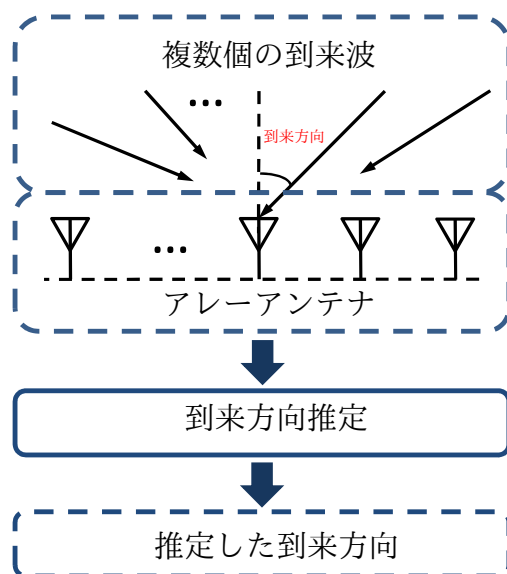 複数個の到来波
到来方向
アレーアンテナ
到来方向推定
推定した到来方向